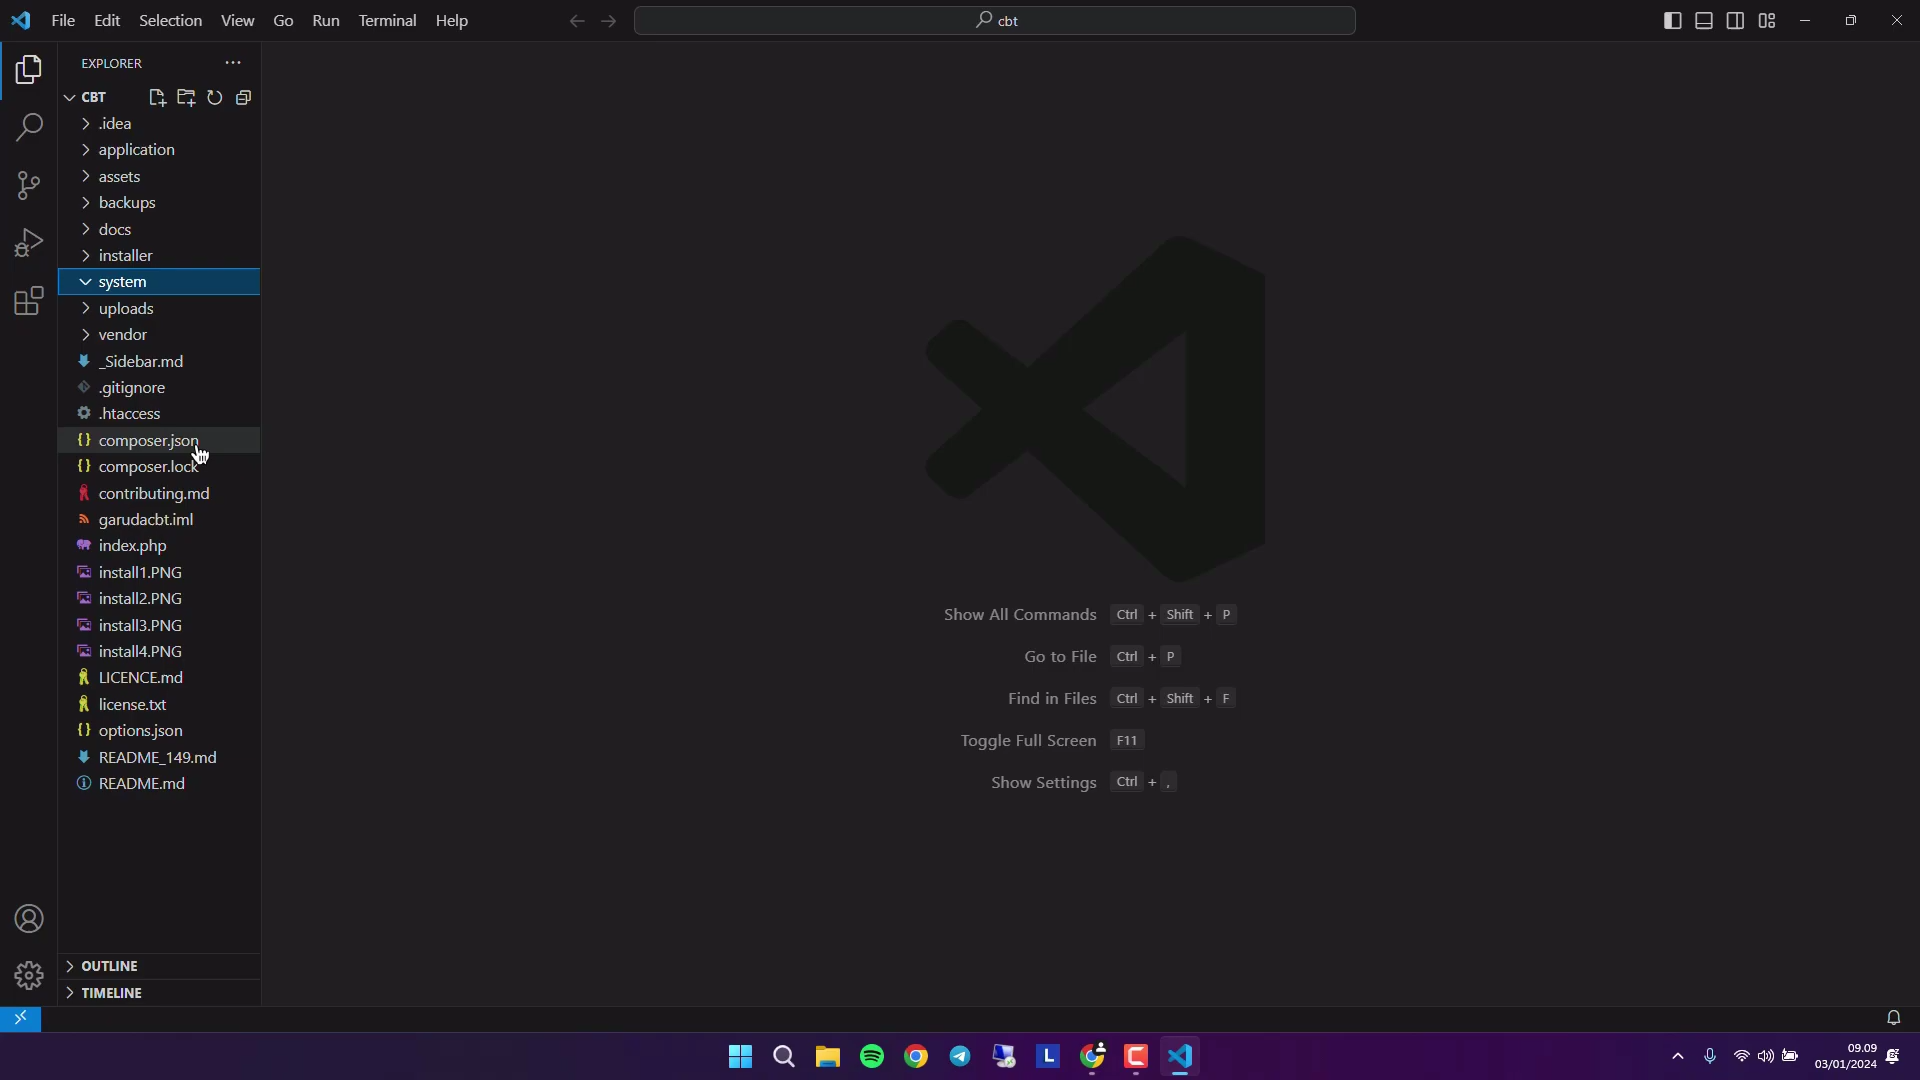 File Edit Selection View Go Run Terminal Help
cbt
EXPLORER
CBT
.idea
application
assets
backups
docs
installer
system
uploads
vendor
_Sidebar.md
.gitignore
.htaccess
composer.json
composer.lock
contributing.md
garudacbt.iml
index.php
install1.PNG
install2.PNG
install3.PNG
install4.PNG
LICENCE.md
license.txt
options.json
README_149.md
README.md
OUTLINE
TIMELINE
Show All Commands Ctrl + Shift + P
Go to File Ctrl + P
Find in Files Ctrl + Shift + F
Toggle Full Screen F11
Show Settings Ctrl + ,
L
09.09
03/01/2024